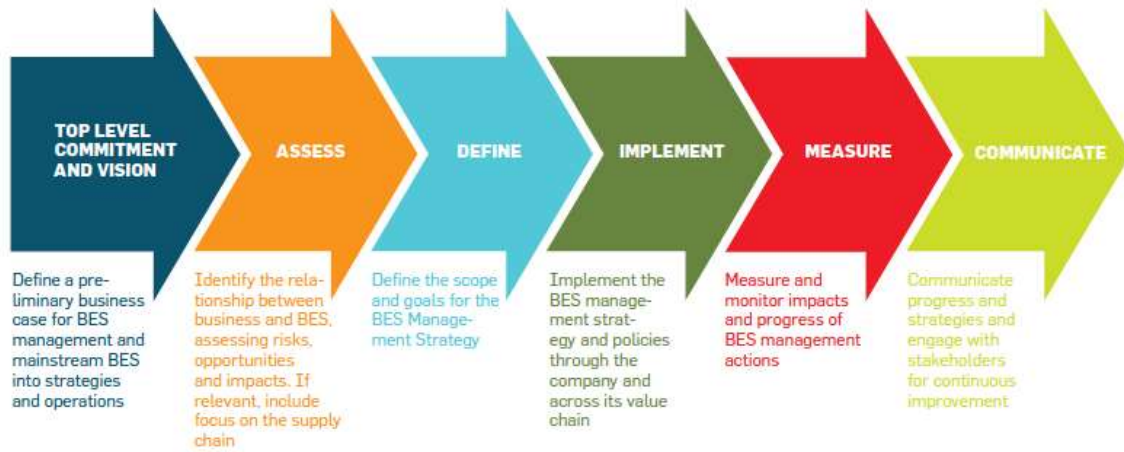 TOP LEVEL
COMMITMENT
AND VISION
ASSESS
DEFINE
IMPLEMENT
MEASURE
COMMUNICATE
Define a pre-
liminary business
case for BES
management and
mainstream BES
into strategies
and operations
Identify the rela-
tionship between
business and BES,
assessing risks,
opportunities
and impacts. If
relevant, include
focus on the supply
chain
Define the scope
and goals for the
BES Manage-
ment Strategy
Implement the
BES manage-
ment strat-
egy and policies
through the
company and
across its value
chain
Measure and
monitor impacts
and progress of
BES management
actions
Communicate
progress and
strategies and
engage with
stakeholders
for continuous
improvement